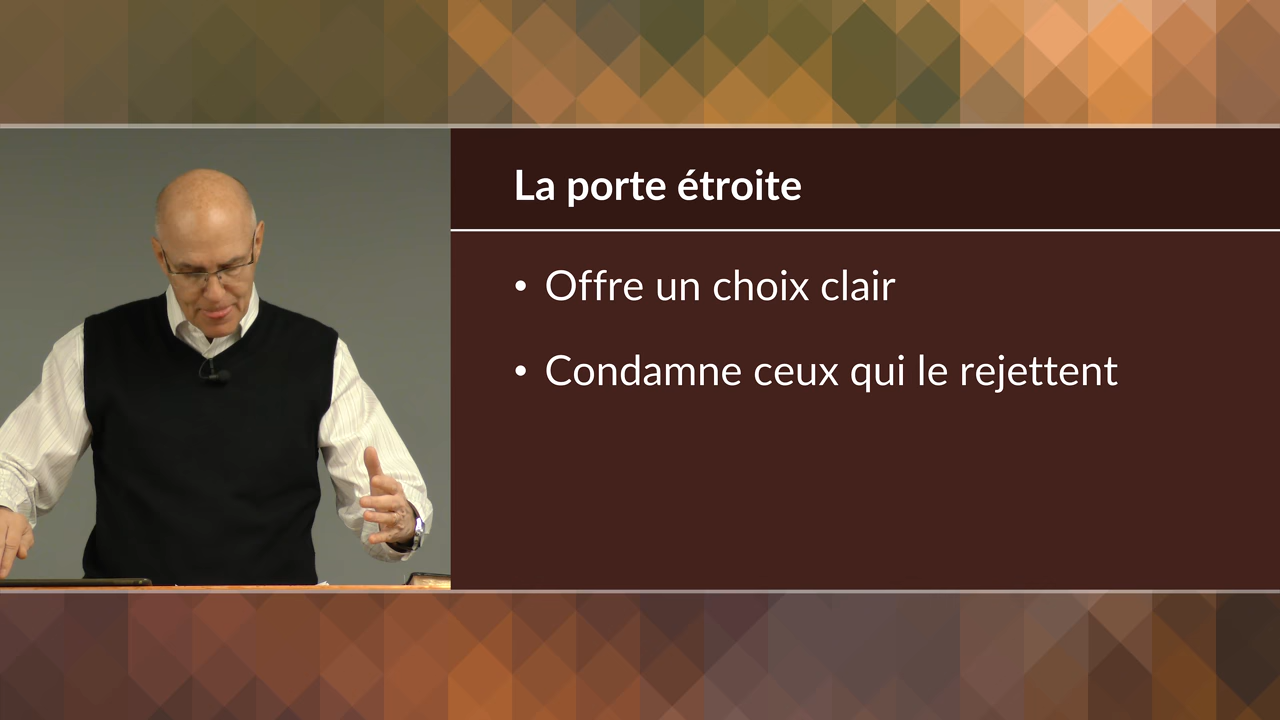 La porte étroite
• Offre un choix clair
• Condamne ceux qui le rejettent